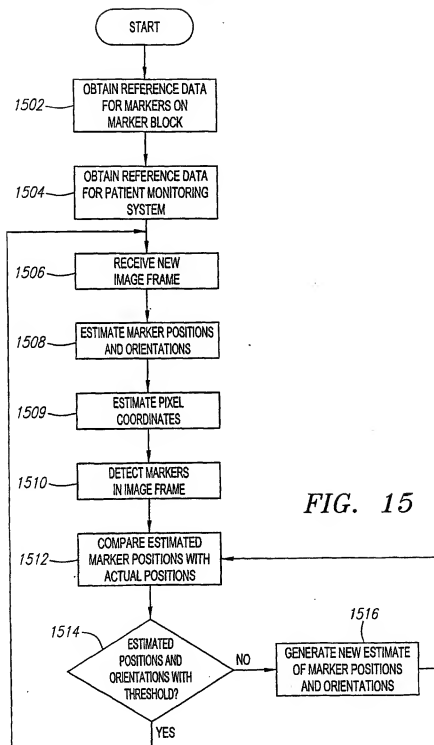 START
1502
OBTAIN REFERENCE DATA
FOR MARKERS ON
MARKER BLOCK
1504
OBTAIN REFERENCE DATA
FOR PATIENT MONITORING
SYSTEM
1506
RECEIVE NEW
IMAGE FRAME
1508
ESTIMATE MARKER POSITIONS
AND ORIENTATIONS
1509
ESTIMATE PIXEL
COORDINATES
1510
DETECT MARKERS
IN IMAGE FRAME
FIG. 15
1512
COMPARE ESTIMATED
MARKER POSITIONS WITH
ACTUAL POSITIONS
1514
ESTIMATED
POSITIONS AND
ORIENTATIONS WITH
THRESHOLD?
NO
1516
GENERATE NEW ESTIMATE
OF MARKER POSITIONS
AND ORIENTATIONS
YES